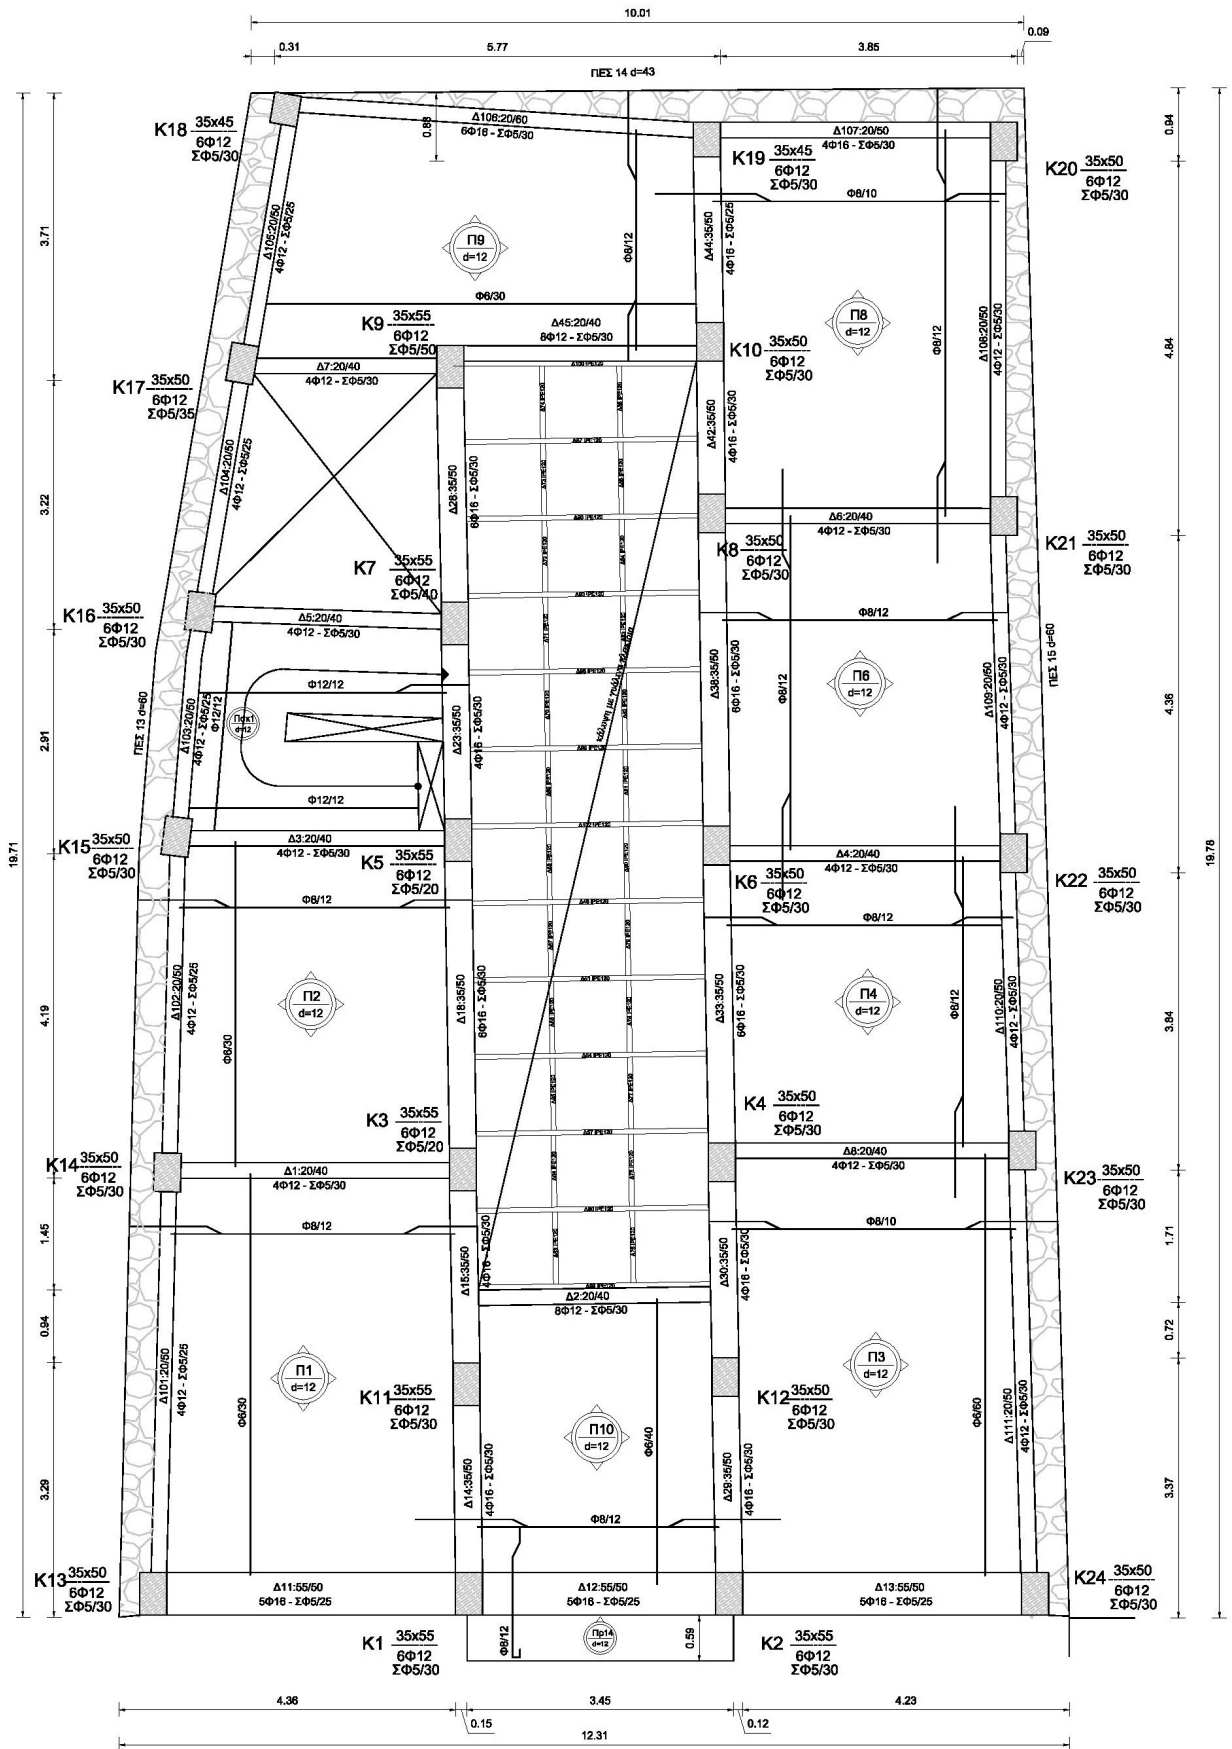 10.01
0.31
5.77
3.85
0.09
ΠΕΣ 14 d=43
K18 35x45
6Φ12
ΣΦ5/30
Δ106:20/60
6Φ16 - ΣΦ5/30
0.88
Δ107:20/50
4Φ16 - ΣΦ5/30
K19 35x45
6Φ12
ΣΦ5/30
K20 35x50
6Φ12
ΣΦ5/30
0.94
Φ8/10
3.71
Δ105:20/50
4Φ12 - ΣΦ5/25
Π9
d=12
Φ8/12
Δ44:35/50
4Φ16 - ΣΦ5/25
Φ6/30
K9 35x55
6Φ12
ΣΦ5/50
Δ45:20/40
8Φ12 - ΣΦ5/30
Π8
d=12
Φ8/12
Δ108:20/50
4Φ12 - ΣΦ5/30
4.84
K10 35x50
6Φ12
ΣΦ5/30
Δ7:20/40
4Φ12 - ΣΦ5/30
K17 35x50
6Φ12
ΣΦ5/35
Δ104:20/50
4Φ12 - ΣΦ5/25
3.22
Δ28:35/50
6Φ16 - ΣΦ5/30
Δ42:35/50
4Φ16 - ΣΦ5/30
Δ6:20/40
4Φ12 - ΣΦ5/30
K8 35x50
6Φ12
ΣΦ5/30
K21 35x50
6Φ12
ΣΦ5/30
K7 35x55
6Φ12
ΣΦ5/40
K16 35x50
6Φ12
ΣΦ5/30
Δ5:20/40
4Φ12 - ΣΦ5/30
Φ8/12
ΠΕΣ 15 d=60
Φ12/12
Φ12/12
Πσκ1
d=12
ΠΕΣ 13 d=60
Δ103:20/50
4Φ12 - ΣΦ5/25
2.91
Δ23:35/50
4Φ16 - ΣΦ5/30
Δ38:35/50
6Φ16 - ΣΦ5/30
Φ8/12
Π6
d=12
Δ109:20/50
4Φ12 - ΣΦ5/30
4.36
Φ12/12
19.71
19.78
K15 35x50
6Φ12
ΣΦ5/30
Δ3:20/40
4Φ12 - ΣΦ5/30
K5 35x55
6Φ12
ΣΦ5/20
Δ4:20/40
4Φ12 - ΣΦ5/30
K6 35x50
6Φ12
ΣΦ5/30
K22 35x50
6Φ12
ΣΦ5/30
Φ8/12
Φ8/12
Δ102:20/50
4Φ12 - ΣΦ5/25
Π2
d=12
Φ6/30
4.19
Δ18:35/50
6Φ16 - ΣΦ5/30
Δ33:35/50
6Φ16 - ΣΦ5/30
Π4
d=12
Φ8/12
Δ110:20/50
4Φ12 - ΣΦ5/30
3.84
K3 35x55
6Φ12
ΣΦ5/20
K4 35x50
6Φ12
ΣΦ5/30
K14 35x50
6Φ12
ΣΦ5/30
Δ1:20/40
4Φ12 - ΣΦ5/30
Δ8:20/40
4Φ12 - ΣΦ5/30
K23 35x50
6Φ12
ΣΦ5/30
Φ8/12
Φ8/10
1.45
1.71
Δ15:35/50
4Φ16 - ΣΦ5/30
Δ30:35/50
4Φ16 - ΣΦ5/30
Δ2:20/40
8Φ12 - ΣΦ5/30
0.94
0.72
Δ101:20/50
4Φ12 - ΣΦ5/25
Φ6/30
Π1
d=12
K11 35x55
6Φ12
ΣΦ5/30
Π10
d=12
Φ6/40
K12 35x50
6Φ12
ΣΦ5/30
Π3
d=12
Φ6/60
Δ111:20/50
4Φ12 - ΣΦ5/30
3.29
3.37
Δ14:35/50
4Φ16 - ΣΦ5/30
Δ29:35/50
4Φ16 - ΣΦ5/30
Φ8/12
K13 35x50
6Φ12
ΣΦ5/30
Δ11:55/50
5Φ16 - ΣΦ5/25
Δ12:55/50
5Φ16 - ΣΦ5/25
Δ13:55/50
5Φ16 - ΣΦ5/25
K24 35x50
6Φ12
ΣΦ5/30
K1 35x55
6Φ12
ΣΦ5/30
Φ8/12
Πρ14
d=12
0.59
K2 35x55
6Φ12
ΣΦ5/30
4.36
0.15
3.45
0.12
4.23
12.31